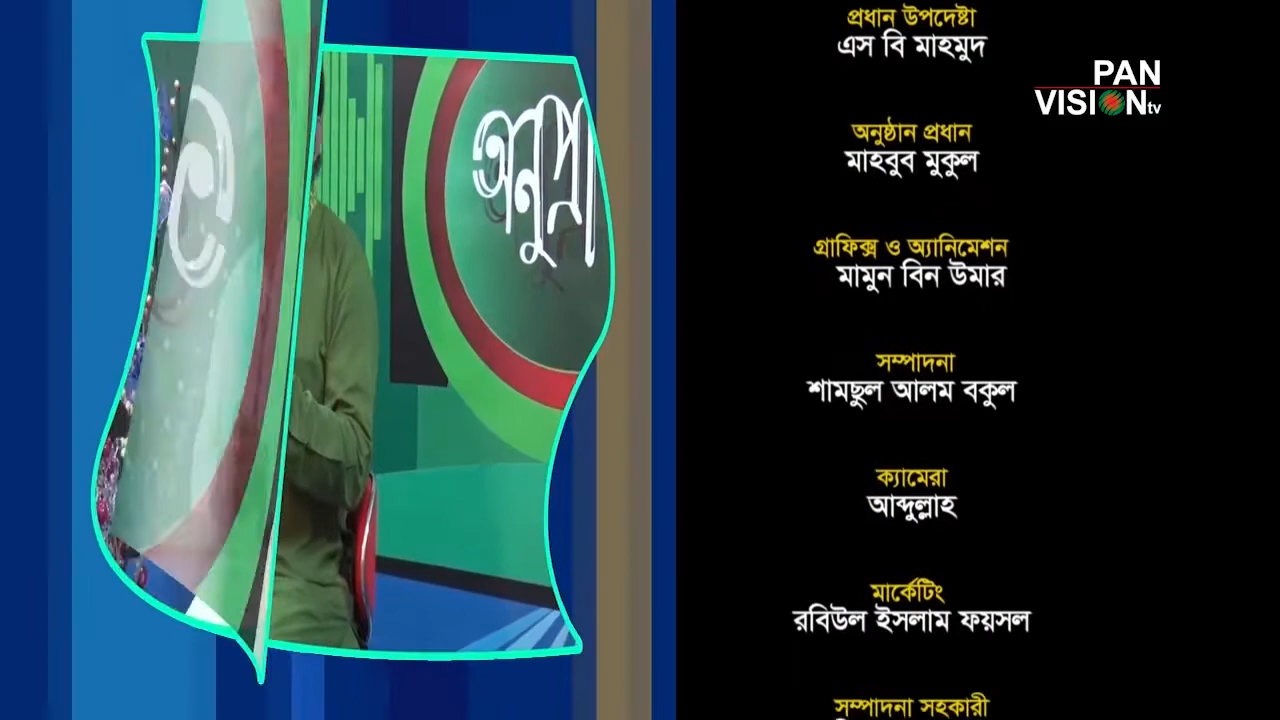 অনুপ্রা
প্রধান উপদেষ্টা
এস বি মাহমুদ
PAN
VISION tv
অনুষ্ঠান প্রধান
মাহবুব মুকুল
গ্রাফিক্স ও অ্যানিমেশন
মামুন বিন উমার
সম্পাদনা
শামছুল আলম বকুল
ক্যামেরা
আব্দুল্লাহ
মার্কেটিং
রবিউল ইসলাম ফয়সল
সম্পাদনা সহকারী